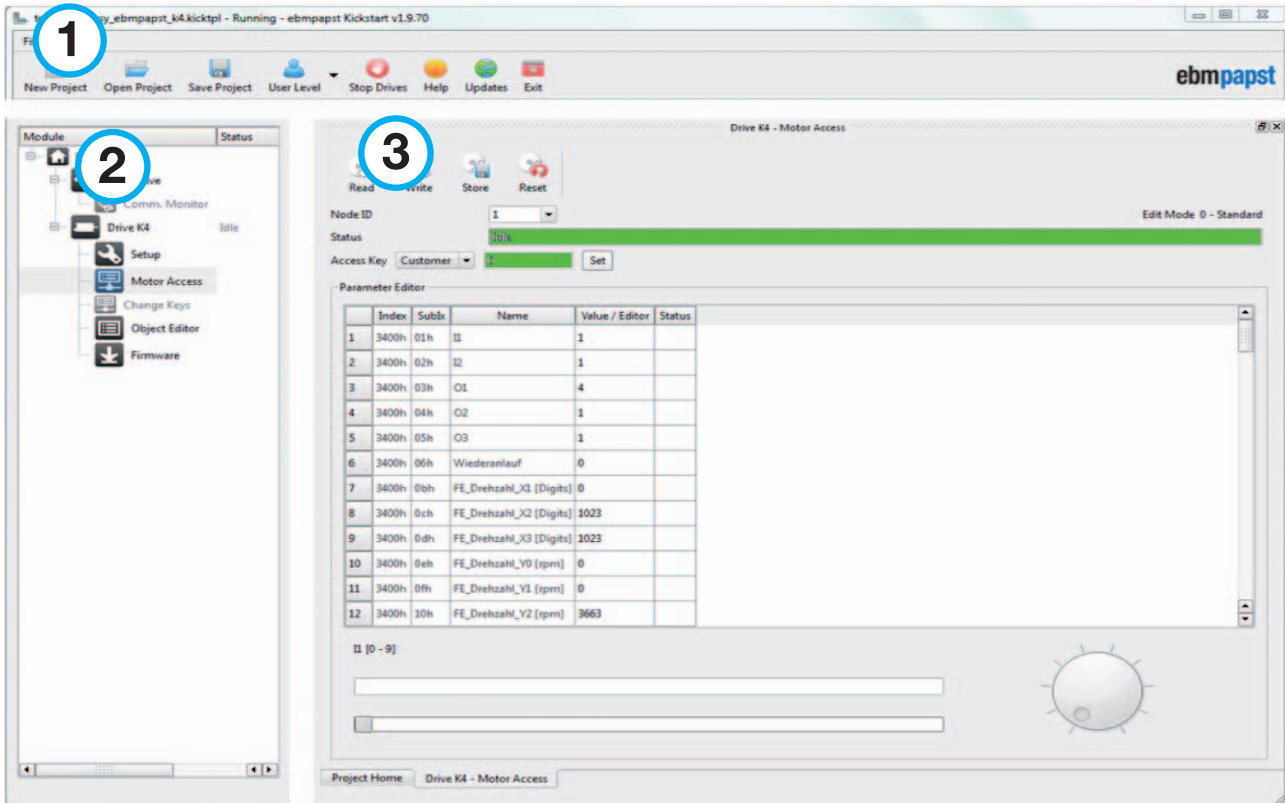 sy_ebmpapst_k4.kicktpl - Running - ebmpapst Kickstart v1.9.70
1
New Project Open Project Save Project User Level Stop Drives Help Updates Exit
ebmpapst
Module Status
2
Comm. Monitor
Drive K4 Idle
Setup
Motor Access
Change Keys
Object Editor
Firmware
Drive K4 - Motor Access
3
Read Write Store Reset
Node ID 1 Edit Mode 0 - Standard
Status Idle
Access Key Customer Set
Parameter Editor
Index SubIx Name Value / Editor Status
1 3400h 01h I1 1
2 3400h 02h I2 1
3 3400h 03h O1 4
4 3400h 04h O2 1
5 3400h 05h O3 1
6 3400h 06h Wiederanlauf 0
7 3400h 0bh FE_Drehzahl_X1 [Digits] 0
8 3400h 0ch FE_Drehzahl_X2 [Digits] 1023
9 3400h 0dh FE_Drehzahl_X3 [Digits] 1023
10 3400h 0eh FE_Drehzahl_Y0 [rpm] 0
11 3400h 0fh FE_Drehzahl_Y1 [rpm] 0
12 3400h 10h FE_Drehzahl_Y2 [rpm] 3663
I1 [0 - 9]
Project Home Drive K4 - Motor Access